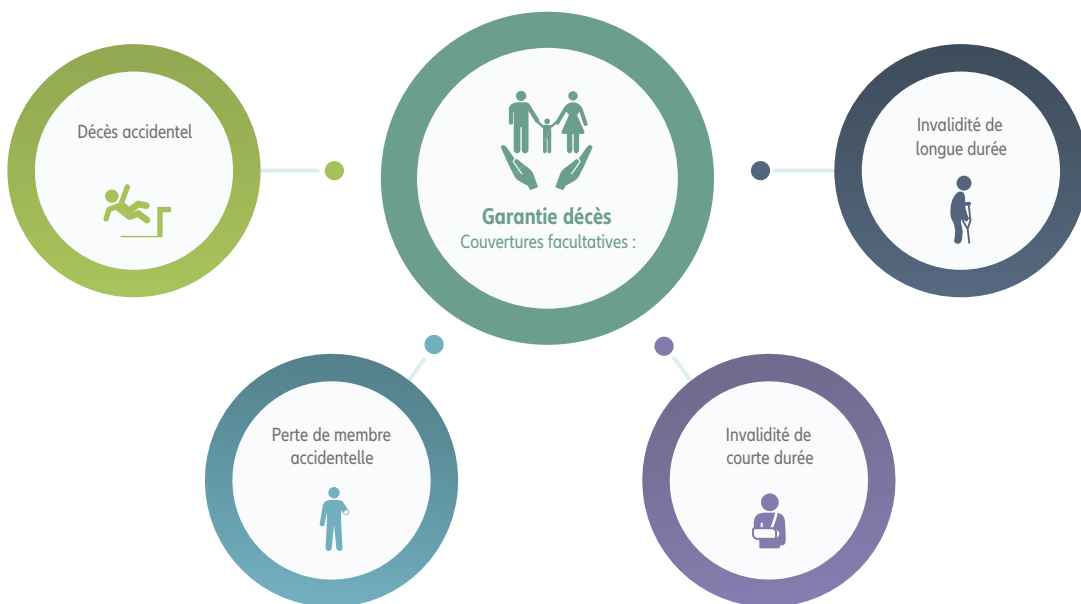 Décès accidentel
Garantie décès
Couvertures facultatives :
Invalidité de
longue durée
Perte de membre
accidentelle
Invalidité de
courte durée